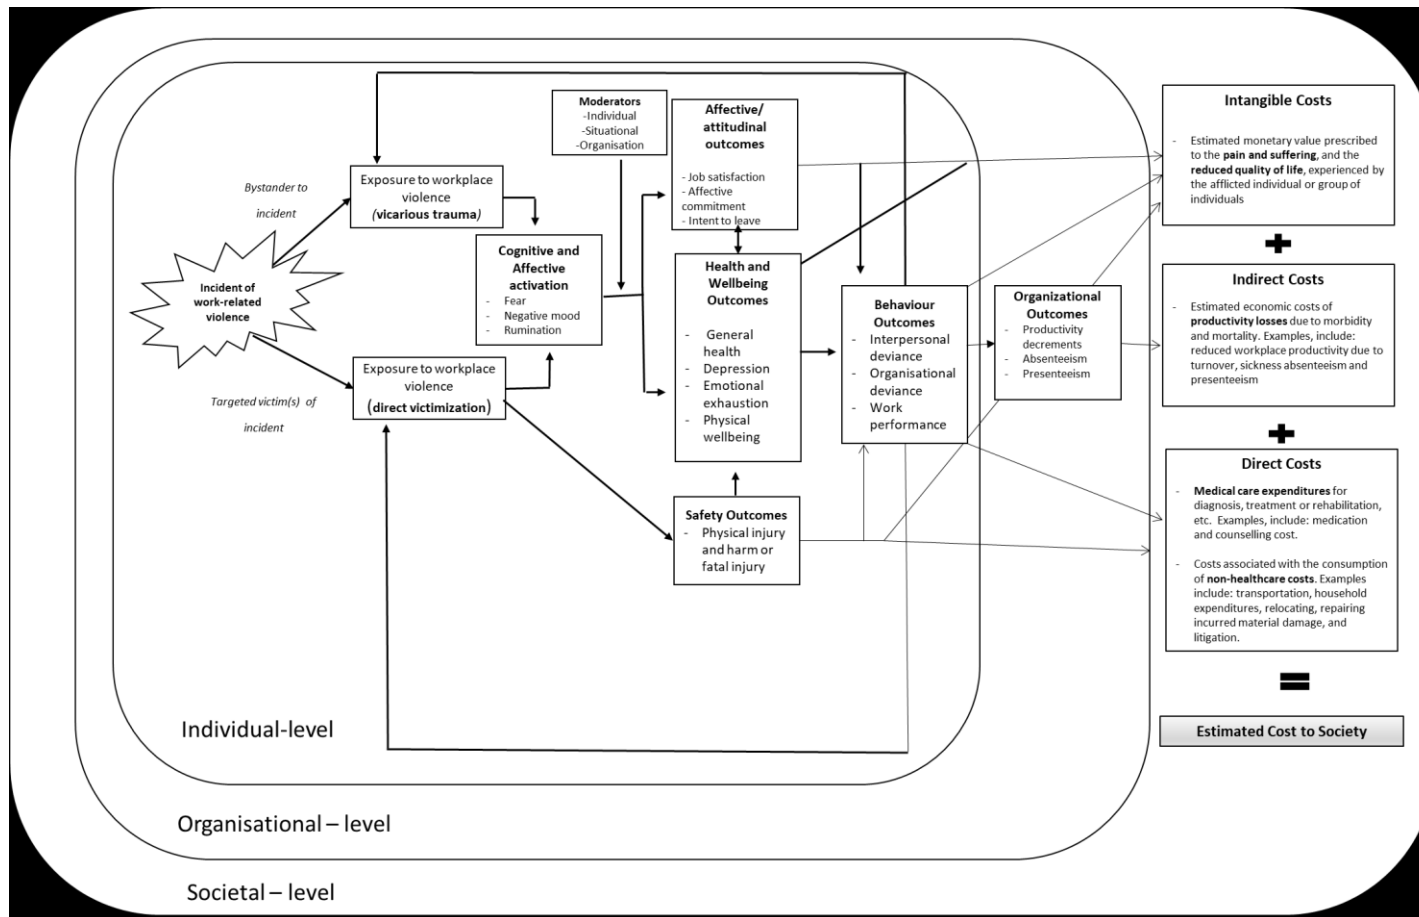 Moderators
-Individual
-Situational
-Organisation
Affective/
attitudinal
outcomes
- Job satisfaction
- Affective
commitment
- Intent to leave
Intangible Costs
- Estimated monetary value prescribed
to the pain and suffering, and the
reduced quality of life, experienced by
the afflicted individual or group of
individuals
Bystander to
incident
Exposure to workplace
violence
(vicarious trauma)
Incident of
work-related
violence
Cognitive and
Affective
activation
- Fear
- Negative mood
- Rumination
Health and
Wellbeing
Outcomes
- General
health
- Depression
- Emotional
exhaustion
- Physical
wellbeing
Behaviour
Outcomes
- Interpersonal
deviance
- Organisational
deviance
- Work
performance
Organizational
Outcomes
- Productivity
decrements
- Absenteeism
- Presenteeism
Indirect Costs
- Estimated economic costs of
productivity losses due to morbidity
and mortality. Examples, include:
reduced workplace productivity due to
turnover, sickness absenteeism and
presenteeism
Exposure to workplace
violence
(direct victimization)
Targeted victim(s) of
incident
Safety Outcomes
- Physical injury
and harm or
fatal injury
Direct Costs
- Medical care expenditures for
diagnosis, treatment or rehabilitation,
etc. Examples, include: medication
and counselling cost.
- Costs associated with the consumption
of non-healthcare costs. Examples
include: transportation, household
expenditures, relocating, repairing
incurred material damage, and
litigation.
Estimated Cost to Society
Individual-level
Organisational – level
Societal – level